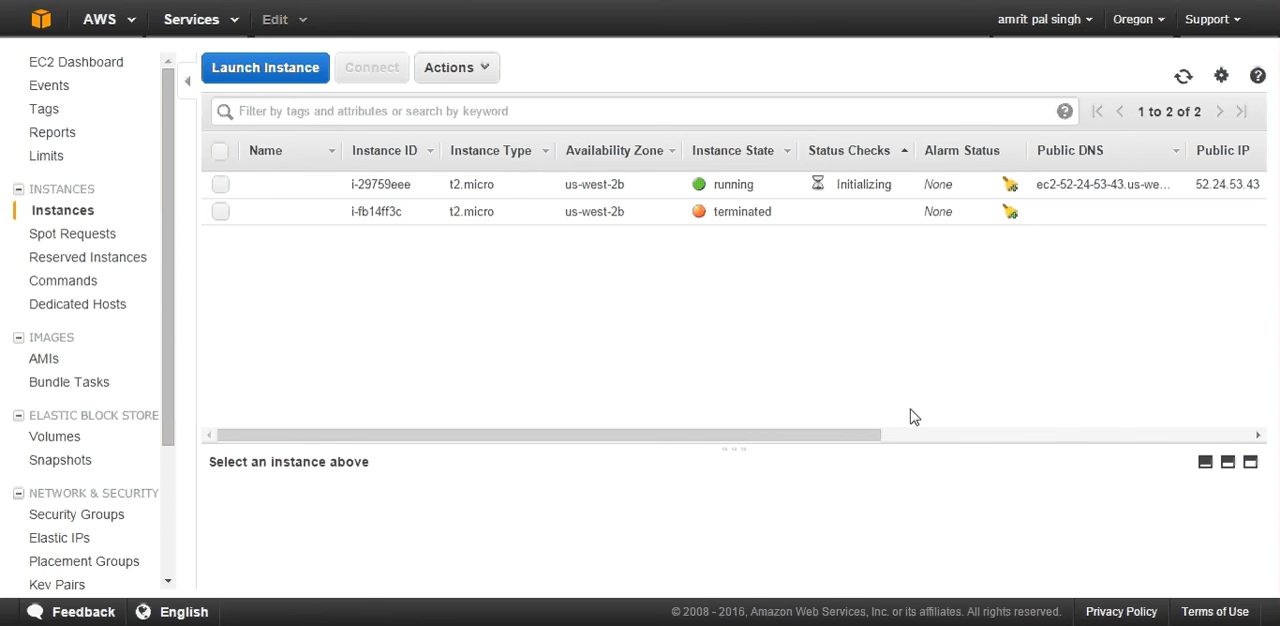 AWS Services Edit amrit pal singh Oregon Support
EC2 Dashboard
Events
Tags
Reports
Limits
INSTANCES
Instances
Spot Requests
Reserved Instances
Commands
Dedicated Hosts
IMAGES
AMIs
Bundle Tasks
ELASTIC BLOCK STORE
Volumes
Snapshots
NETWORK & SECURITY
Security Groups
Elastic IPs
Placement Groups
Key Pairs
Launch Instance Connect Actions
Filter by tags and attributes or search by keyword 1 to 2 of 2
Name Instance ID Instance Type Availability Zone Instance State Status Checks Alarm Status Public DNS Public IP
i-29759eee t2.micro us-west-2b running Initializing None ec2-52-24-53-43.us-we... 52.24.53.43
i-fb14ff3c t2.micro us-west-2b terminated None
Select an instance above
Feedback English © 2008 - 2016, Amazon Web Services, Inc. or its affiliates. All rights reserved. Privacy Policy Terms of Use